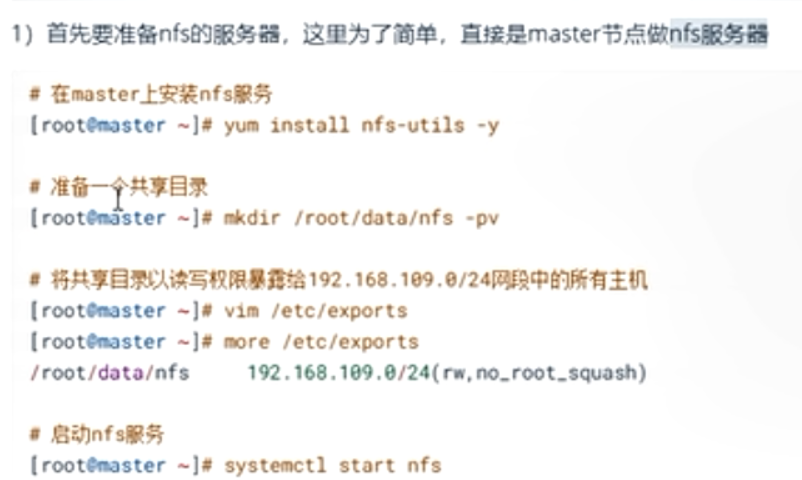 1）首先要准备nfs的服务器，这里为了简单，直接是master节点做nfs服务器
# 在master上安装nfs服务
[root@master ~]# yum install nfs-utils -y
# 准备一个共享目录
[root@master ~]# mkdir /root/data/nfs -pv
# 将共享目录以读写权限暴露给192.168.109.0/24网段中的所有主机
[root@master ~]# vim /etc/exports
[root@master ~]# more /etc/exports
/root/data/nfs     192.168.109.0/24(rw,no_root_squash)
# 启动nfs服务
[root@master ~]# systemctl start nfs